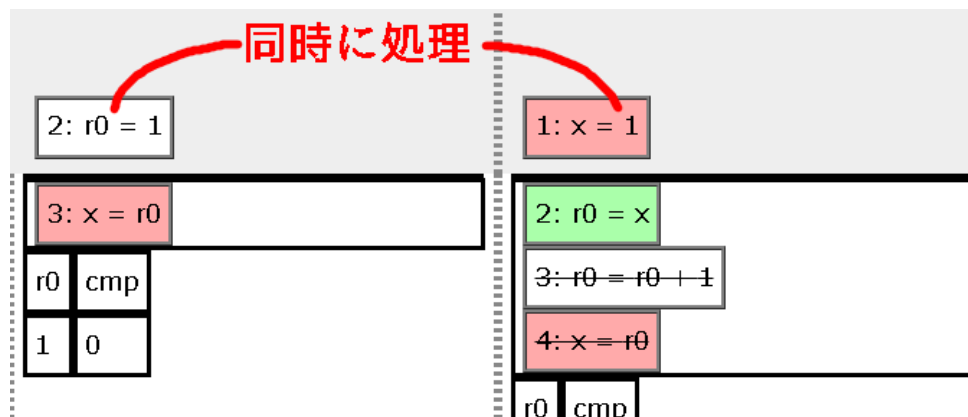 同時に処理
2: r0 = 1
1: x = 1
3: x = r0
2: r0 = x
3: r0 = r0 + 1
4: x = r0
r0 cmp
1 0
r0 cmp